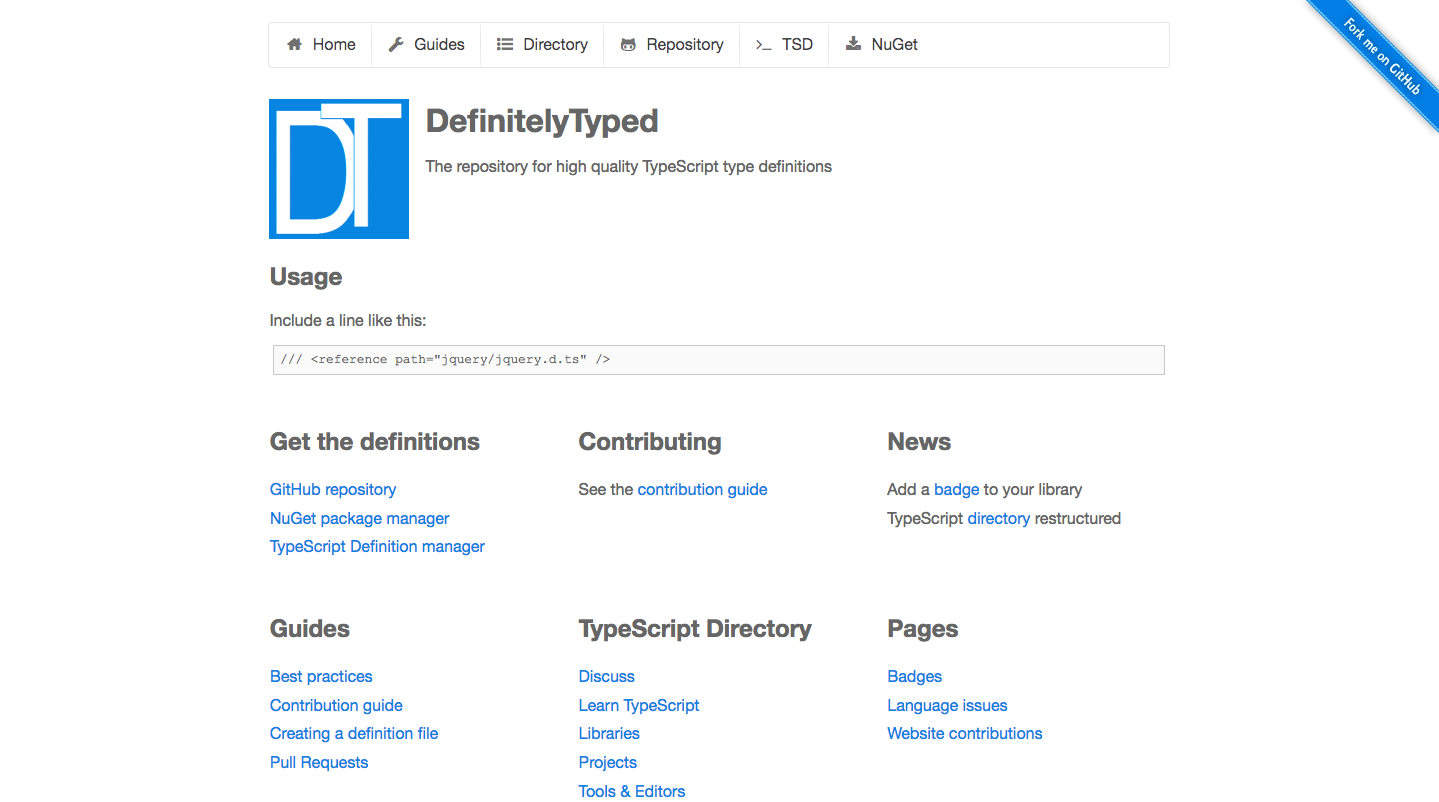 Home Guides Directory Repository TSD NuGet
Fork me on GitHub
DT
DefinitelyTyped
The repository for high quality TypeScript type definitions
Usage
Include a line like this:
/// <reference path="jquery/jquery.d.ts" />
Get the definitions
GitHub repository
NuGet package manager
TypeScript Definition manager
Contributing
See the contribution guide
News
Add a badge to your library
TypeScript directory restructured
Guides
Best practices
Contribution guide
Creating a definition file
Pull Requests
TypeScript Directory
Discuss
Learn TypeScript
Libraries
Projects
Tools & Editors
Pages
Badges
Language issues
Website contributions